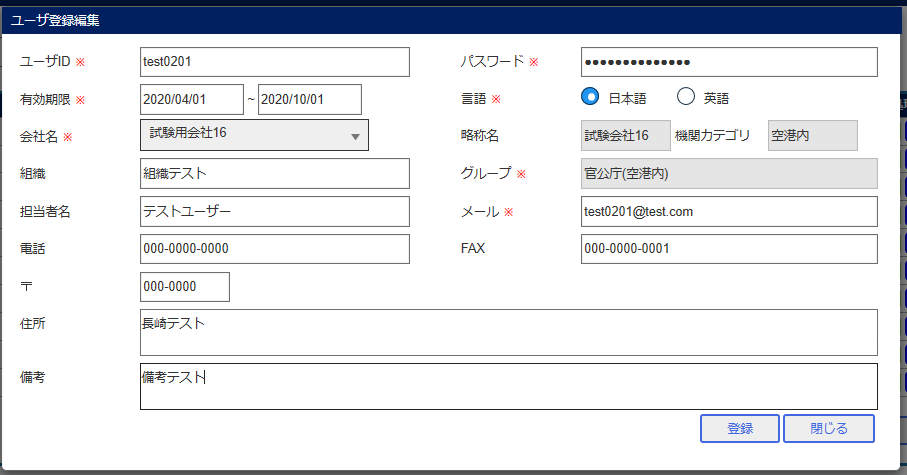 ユーザ登録編集
ユーザID ※ test0201 パスワード ※ ●●●●●●●●●●●●●●
有効期限 ※ 2020/04/01 ~ 2020/10/01 言語 ※ 日本語 英語
会社名 ※ 試験用会社16 略称名 試験会社16 機関カテゴリ 空港内
組織 組織テスト グループ ※ 官公庁(空港内)
担当者名 テストユーザー メール ※ test0201@test.com
電話 000-0000-0000 FAX 000-0000-0001
〒 000-0000
住所 長崎テスト
備考 備考テスト
登録 閉じる